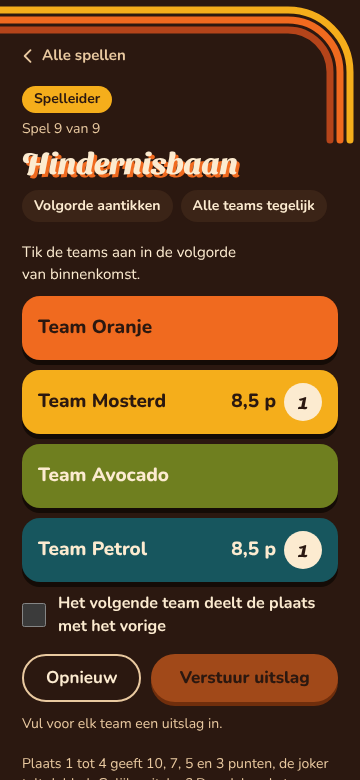 Alle spellen
Spelleider
Spel 9 van 9
Hindernisbaan
Volgorde aantikken
Alle teams tegelijk
Tik de teams aan in de volgorde
van binnenkomst.
Team Oranje
Team Mosterd 8,5 p 1
Team Avocado
Team Petrol 8,5 p 1
Het volgende team deelt de plaats
met het vorige
Opnieuw
Verstuur uitslag
Vul voor elk team een uitslag in.
Plaats 1 tot 4 geeft 10, 7, 5 en 3 punten, de joker